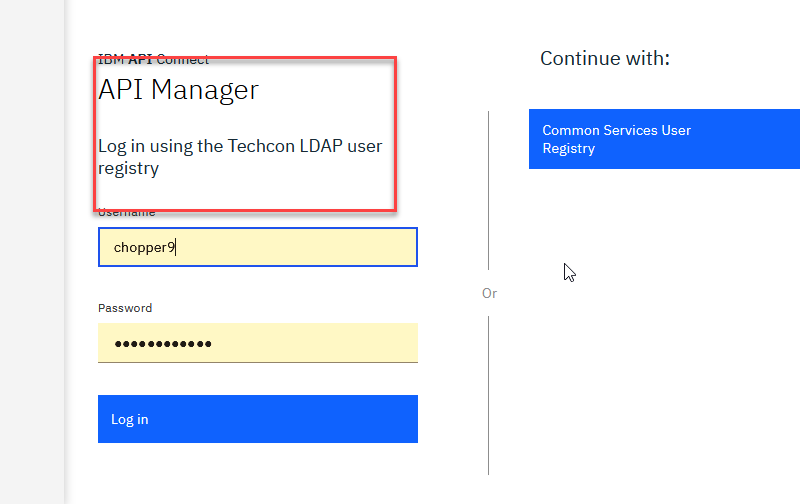 IBM API Connect
API Manager
Log in using the Techcon LDAP user
registry
Username
chopper9
Password
••••••••••••
Log in
Or
Continue with:
Common Services User
Registry